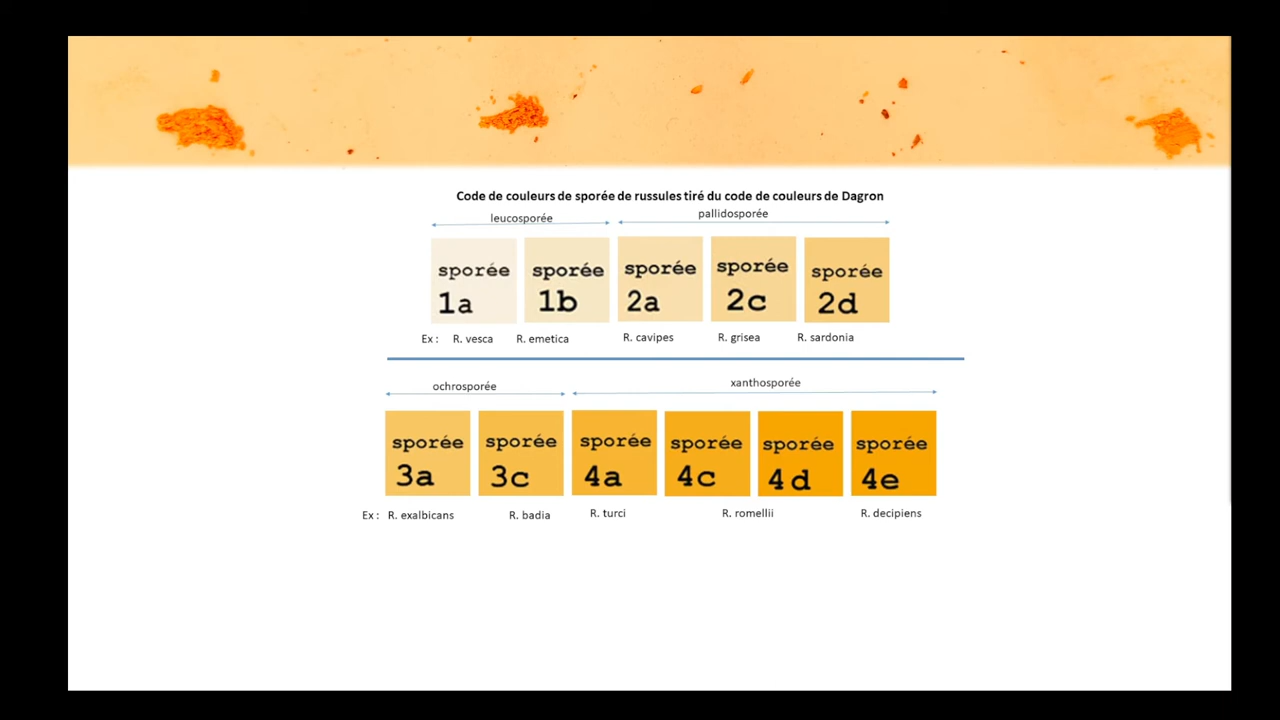 Code de couleurs de sporée de russules tiré du code de couleurs de Dagron
leucosporée pallidosporée
sporée sporée sporée sporée sporée
1a 1b 2a 2c 2d
Ex : R. vesca R. emetica R. cavipes R. grisea R. sardonia
ochrosporée xanthosporée
sporée sporée sporée sporée sporée sporée
3a 3c 4a 4c 4d 4e
Ex : R. exalbicans R. badia R. turci R. romellii R. decipiens